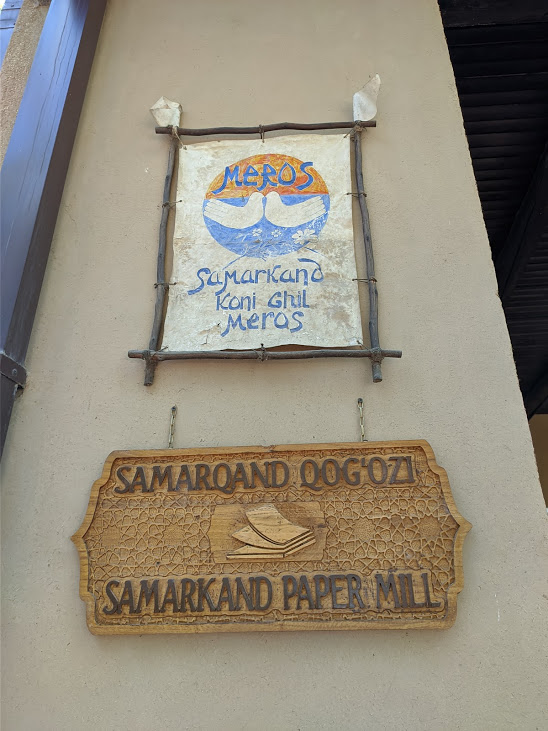 MEROS
Samarkand
Koni Ghil
Meros
SAMARQAND QOG'OZI
SAMARKAND PAPER MILL